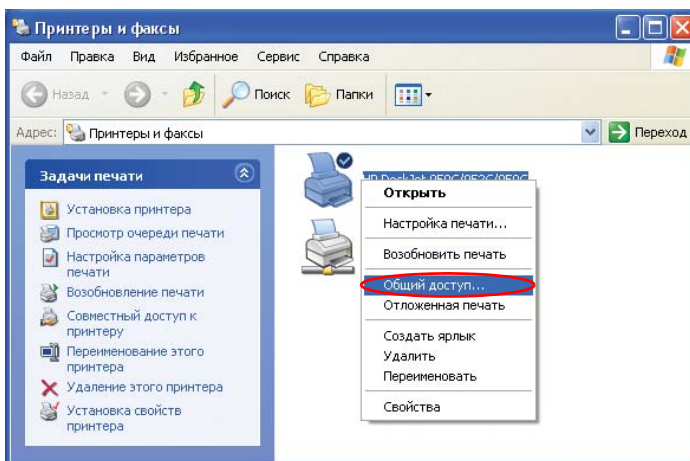 Принтеры и факсы
Файл Правка Вид Избранное Сервис Справка
Назад Поиск Папки
Адрес: Принтеры и факсы Переход
Задачи печати
Установка принтера
Просмотр очереди печати
Настройка параметров
печати
Возобновление печати
Совместный доступ к
принтеру
Переименование этого
принтера
Удаление этого принтера
Установка свойств
принтера
HP DeskJet
Открыть
Настройка печати...
Возобновить печать
Общий доступ...
Отложенная печать
Создать ярлык
Удалить
Переименовать
Свойства